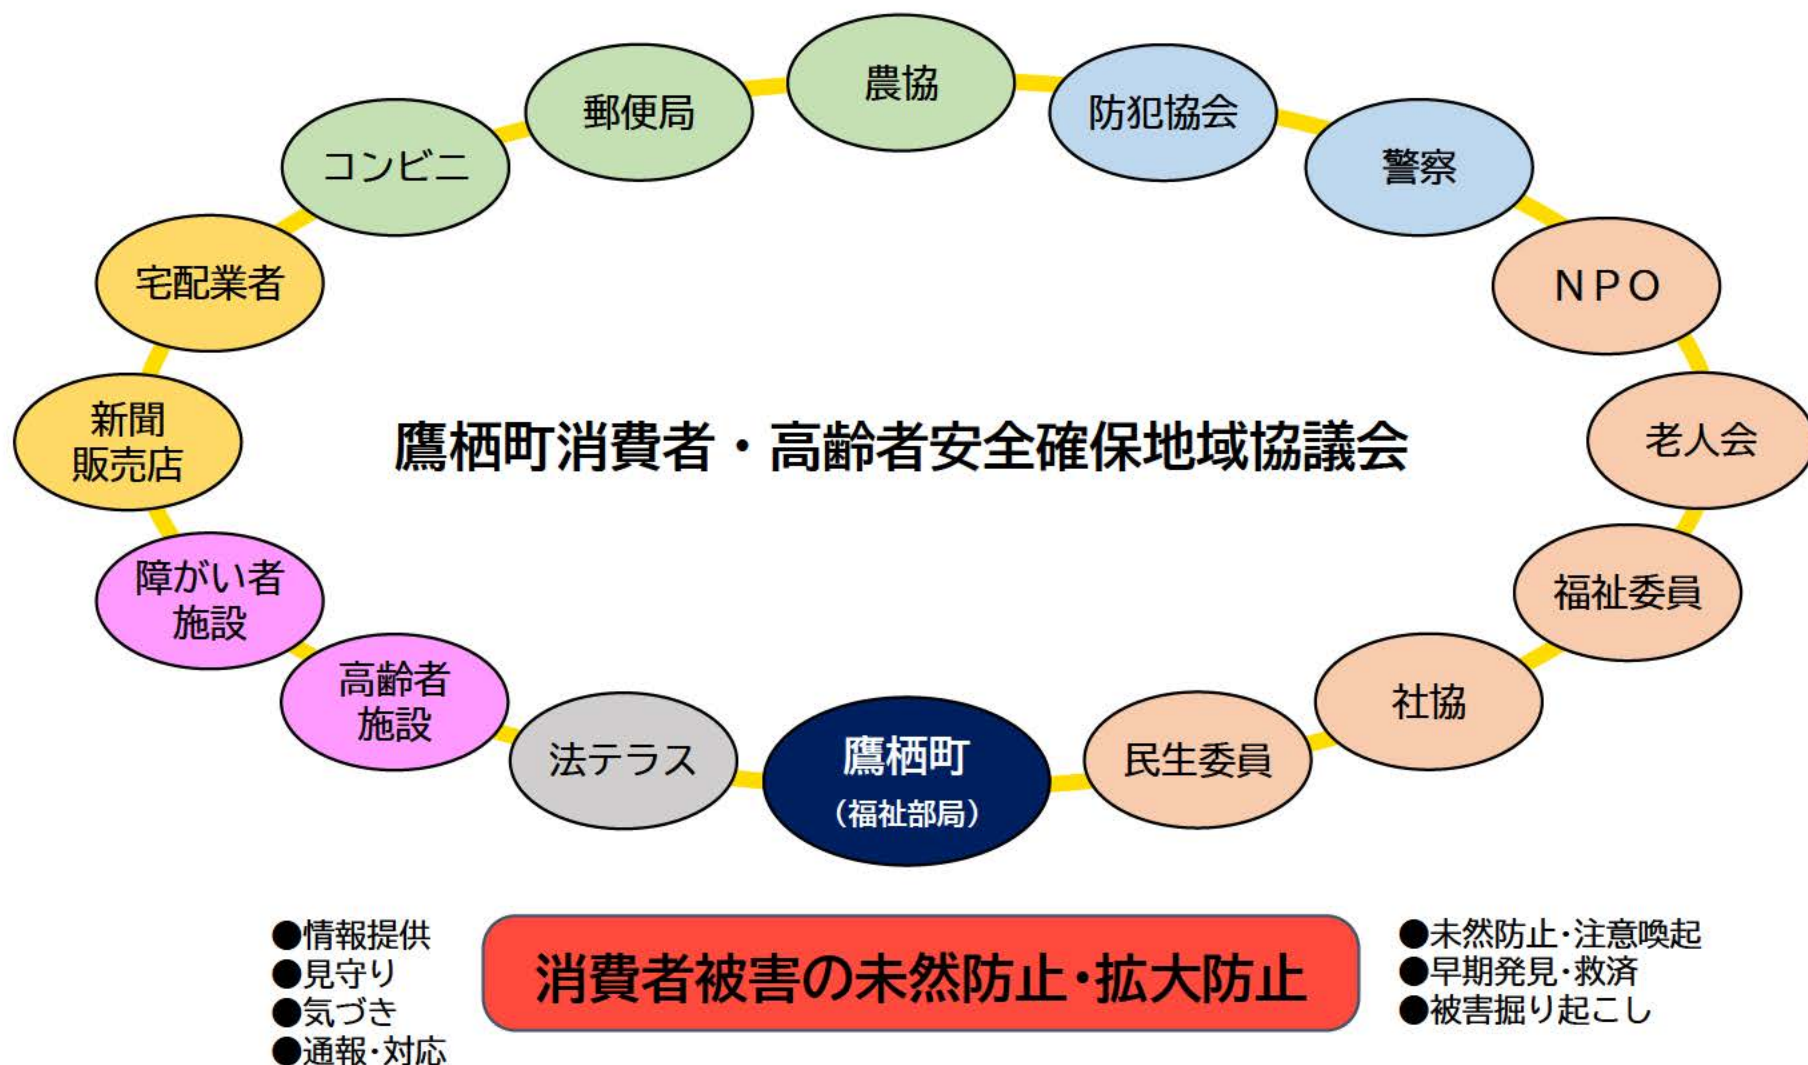 農協
郵便局
防犯協会
コンビニ
警察
宅配業者
NPO
新聞
販売店
鷹栖町消費者・高齢者安全確保地域協議会
老人会
障がい者
施設
福祉委員
高齢者
施設
社協
法テラス
鷹栖町
（福祉部局）
民生委員
●情報提供
●見守り
●気づき
●通報・対応
消費者被害の未然防止・拡大防止
●未然防止・注意喚起
●早期発見・救済
●被害掘り起こし